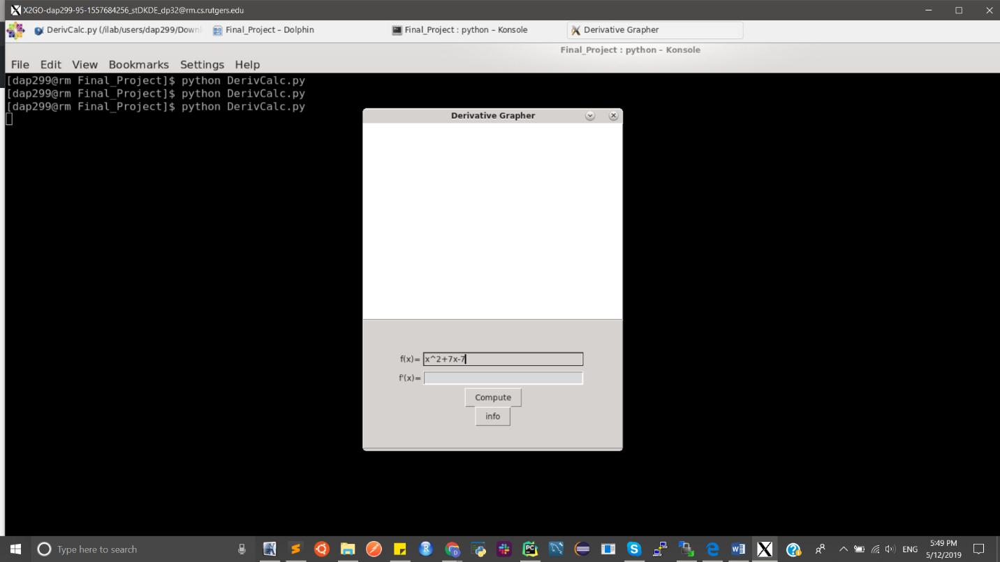 X2GO-dap299-95-1557684256_stDKDE_dp32@rm.cs.rutgers.edu
DerivCalc.py (/ilab/users/dap299/Downl
Final_Project – Dolphin
Final_Project : python – Konsole
Derivative Grapher
Final_Project : python – Konsole
File Edit View Bookmarks Settings Help
[dap299@rm Final_Project]$ python DerivCalc.py
[dap299@rm Final_Project]$ python DerivCalc.py
[dap299@rm Final_Project]$ python DerivCalc.py
Derivative Grapher
f(x)= x^2+7x-7
f'(x)=
Compute
info
Type here to search
ENG
5:49 PM
5/12/2019